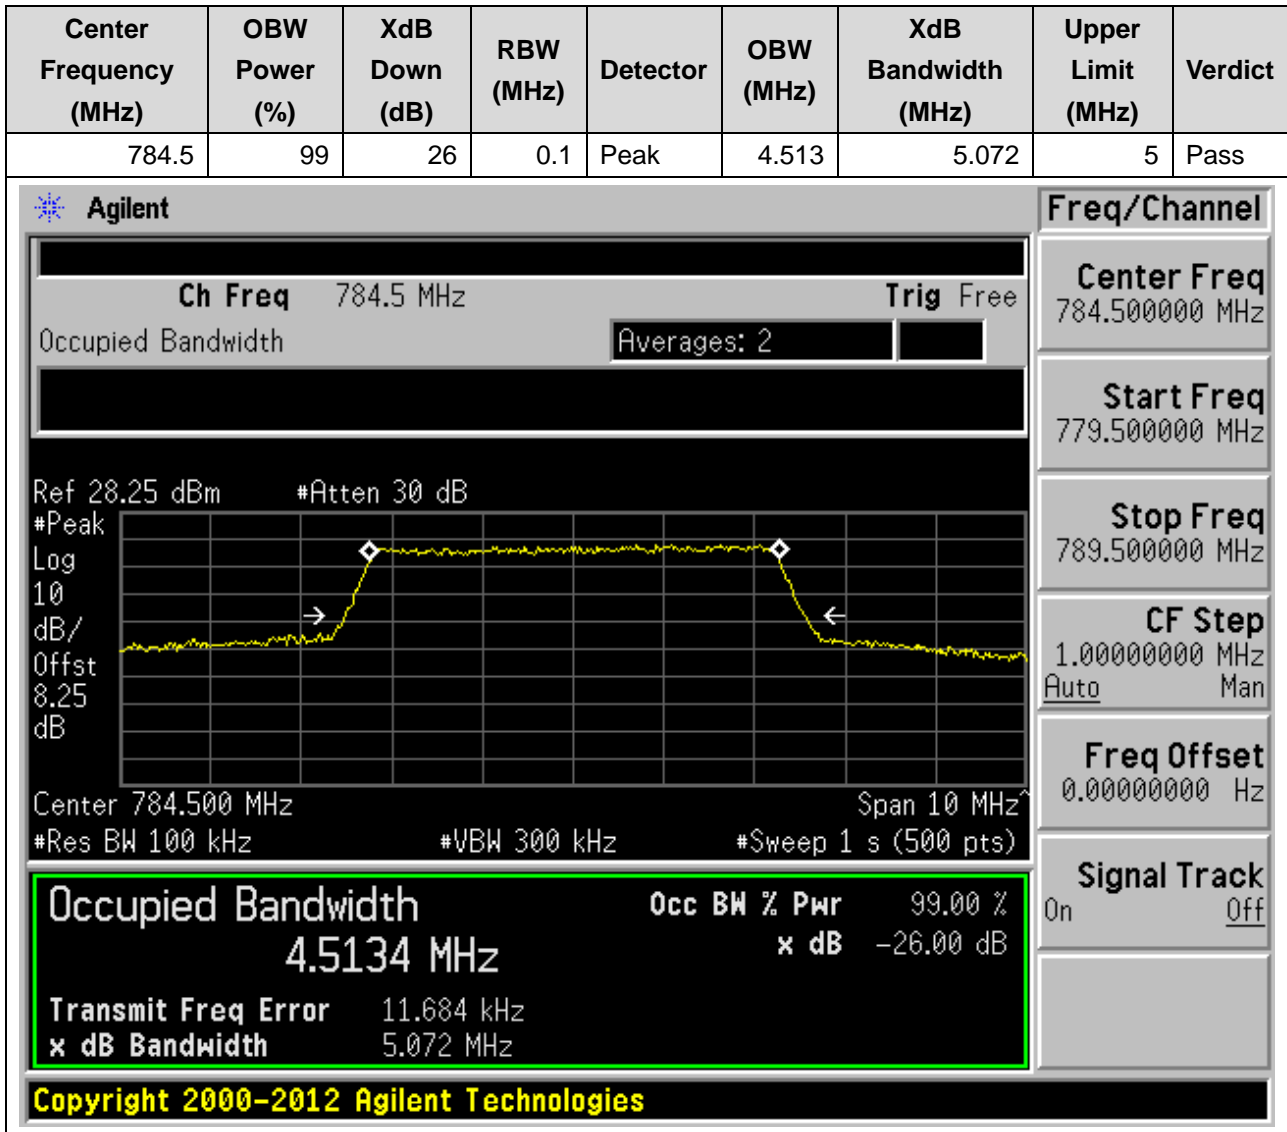 Center Frequency (MHz) OBW Power (%) XdB Down (dB) RBW (MHz) Detector OBW (MHz) XdB Bandwidth (MHz) Upper Limit (MHz) Verdict
784.5 99 26 0.1 Peak 4.513 5.072 5 Pass
Agilent
Freq/Channel
Ch Freq 784.5 MHz Trig Free
Occupied Bandwidth Averages: 2
Center Freq
784.500000 MHz
Start Freq
779.500000 MHz
Stop Freq
789.500000 MHz
CF Step
1.00000000 MHz
Auto Man
Freq Offset
0.00000000 Hz
Signal Track
On Off
Ref 28.25 dBm #Atten 30 dB
#Peak
Log
10
dB/
Offst
8.25
dB
Center 784.500 MHz Span 10 MHz^
#Res BW 100 kHz #VBW 300 kHz #Sweep 1 s (500 pts)
Occupied Bandwidth Occ BW % Pwr 99.00 %
4.5134 MHz x dB -26.00 dB
Transmit Freq Error 11.684 kHz
x dB Bandwidth 5.072 MHz
Copyright 2000-2012 Agilent Technologies